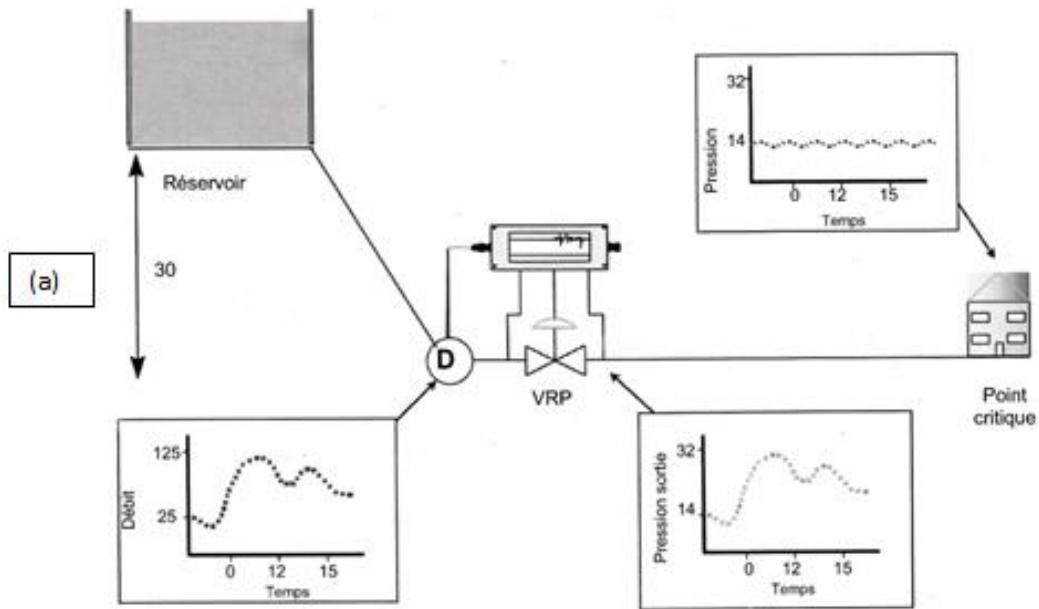 Réservoir
30
(a)
D
VRP
Point
critique
Pression
32
14
0 12 15
Temps
Débit
125
25
0 12 15
Temps
Pression sortie
32
14
0 12 15
Temps